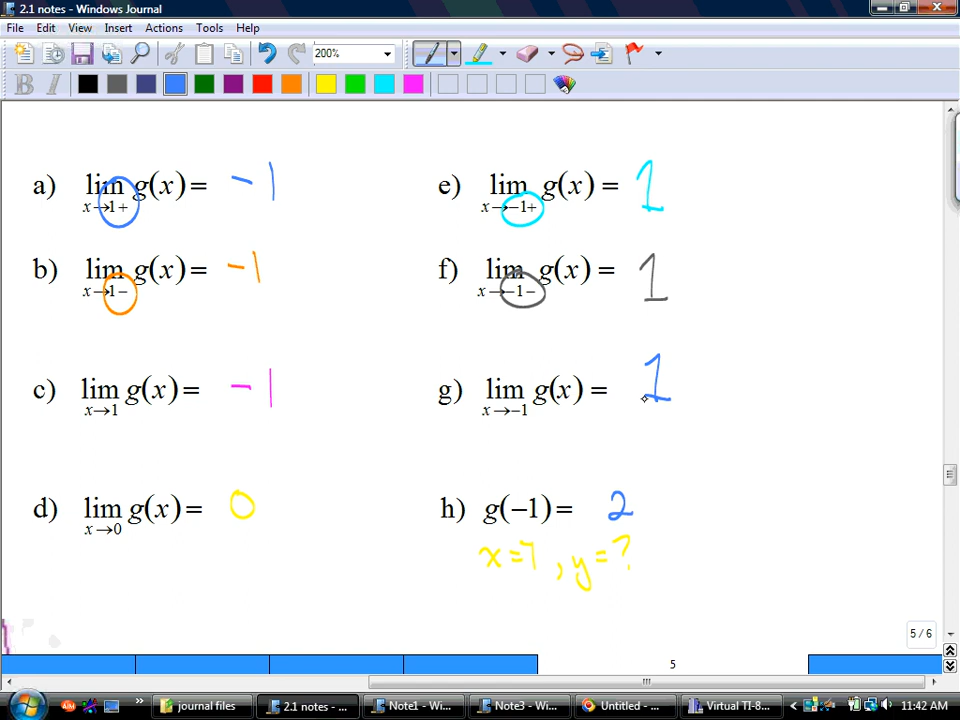 2.1 notes - Windows Journal
File Edit View Insert Actions Tools Help
200%
B I
a) lim x→1+ g(x) = -1
e) lim x→−1+ g(x) = 1
b) lim x→1− g(x) = -1
f) lim x→−1− g(x) = 1
c) lim x→1 g(x) = -1
g) lim x→−1 g(x) = 1
d) lim x→0 g(x) = 0
h) g(−1) = 2
5 / 6
5
journal files 2.1 notes - ... Note1 - Wi... Note3 - Wi... Untitled - ... Virtual TI-8... 11:42 AM